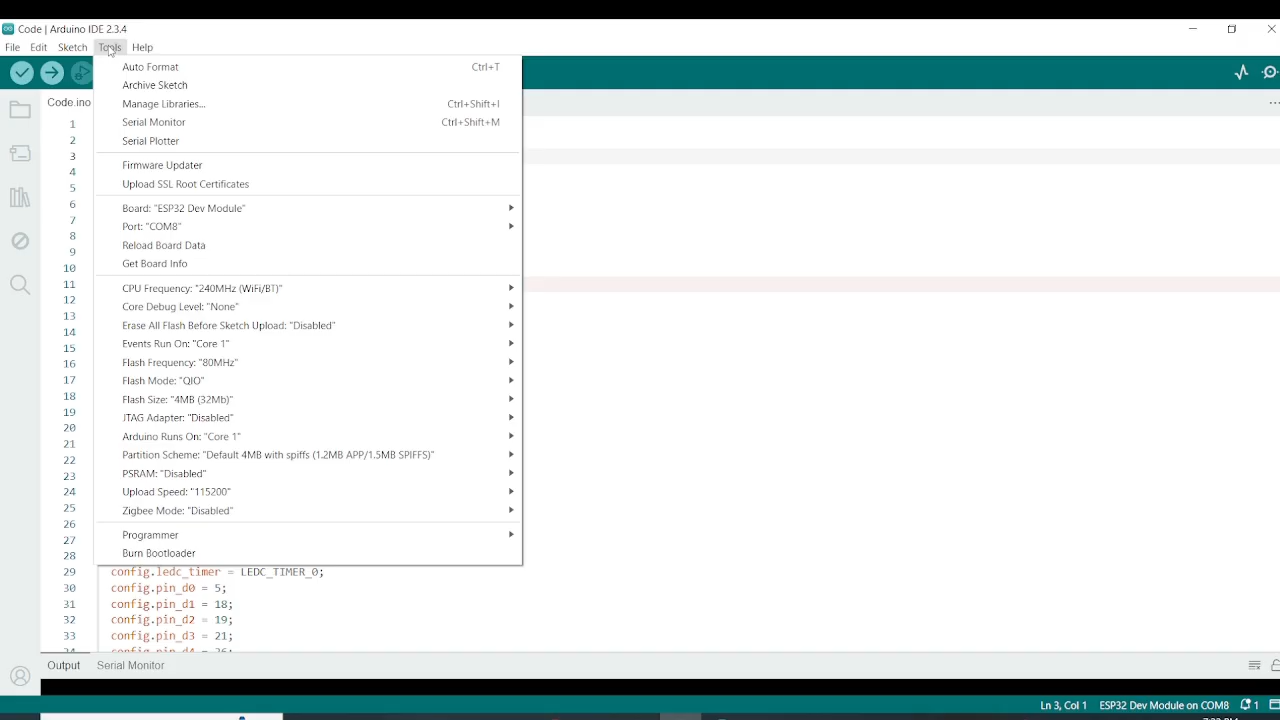 Code | Arduino IDE 2.3.4
File Edit Sketch Tools Help
Auto Format Ctrl+T
Archive Sketch
Manage Libraries... Ctrl+Shift+I
Serial Monitor Ctrl+Shift+M
Serial Plotter
Firmware Updater
Upload SSL Root Certificates
Board: "ESP32 Dev Module"
Port: "COM8"
Reload Board Data
Get Board Info
CPU Frequency: "240MHz (WiFi/BT)"
Core Debug Level: "None"
Erase All Flash Before Sketch Upload: "Disabled"
Events Run On: "Core 1"
Flash Frequency: "80MHz"
Flash Mode: "QIO"
Flash Size: "4MB (32Mb)"
JTAG Adapter: "Disabled"
Arduino Runs On: "Core 1"
Partition Scheme: "Default 4MB with spiffs (1.2MB APP/1.5MB SPIFFS)"
PSRAM: "Disabled"
Upload Speed: "115200"
Zigbee Mode: "Disabled"
Programmer
Burn Bootloader
Code.ino
1
2
3
4
5
6
7
8
9
10
11
12
13
14
15
16
17
18
19
20
21
22
23
24
25
26
27
28
29 config.ledc_timer = LEDC_TIMER_0;
30 config.pin_d0 = 5;
31 config.pin_d1 = 18;
32 config.pin_d2 = 19;
33 config.pin_d3 = 21;
34 config.pin_d4 = 36;
Output Serial Monitor
Ln 3, Col 1 ESP32 Dev Module on COM8 1